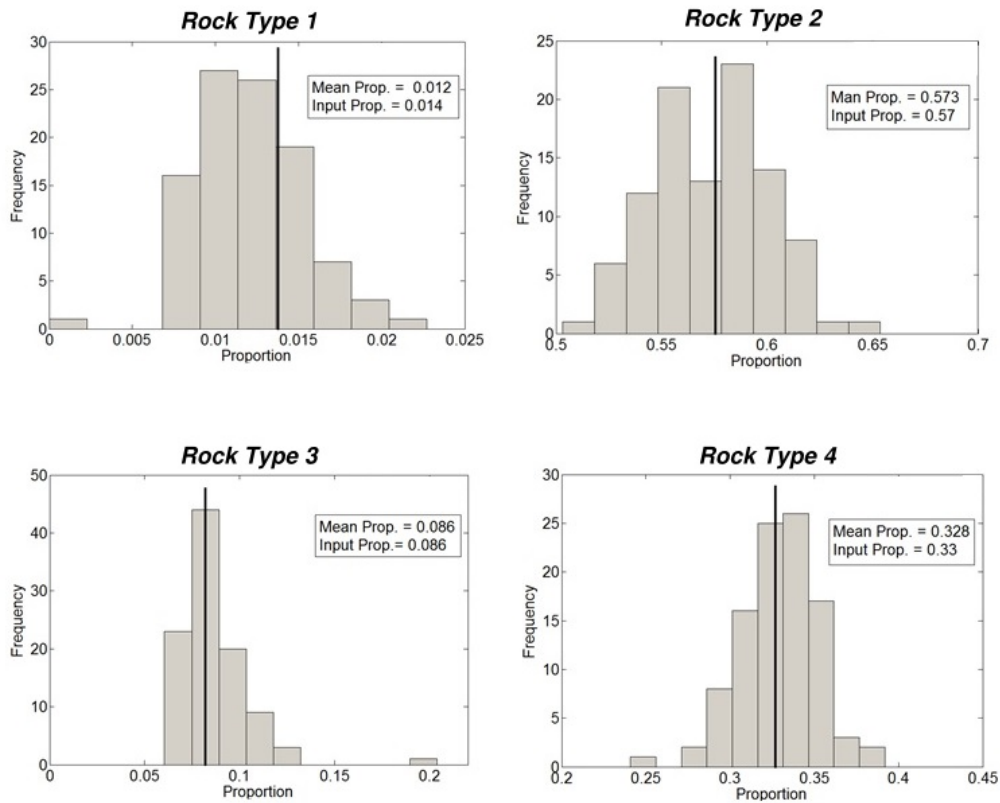 Rock Type 1
30
25
20
15
10
5
0
Frequency
Mean Prop. = 0.012
Input Prop. = 0.014
0 0.005 0.01 0.015 0.02 0.025
Proportion
Rock Type 2
25
20
15
10
5
0
Frequency
Man Prop. = 0.573
Input Prop. = 0.57
0.5 0.55 0.6 0.65 0.7
Proportion
Rock Type 3
50
40
30
20
10
0
Frequency
Mean Prop. = 0.086
Input Prop.= 0.086
0 0.05 0.1 0.15 0.2
Proportion
Rock Type 4
30
25
20
15
10
5
0
Frequency
Mean Prop. = 0.328
Input Prop. = 0.33
0.2 0.25 0.3 0.35 0.4 0.45
Proportion